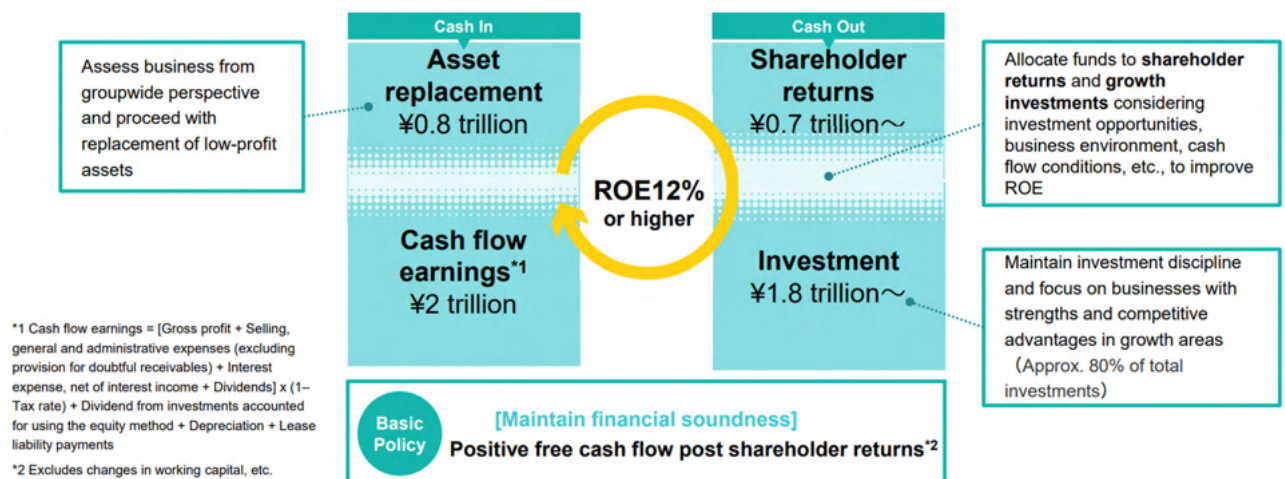 Cash In
Cash Out
Assess business from
groupwide perspective
and proceed with
replacement of low-profit
assets
Asset
replacement
¥0.8 trillion
Cash flow
earnings*1
¥2 trillion
ROE12%
or higher
Shareholder
returns
¥0.7 trillion～
Investment
¥1.8 trillion～
Allocate funds to shareholder
returns and growth
investments considering
investment opportunities,
business environment, cash
flow conditions, etc., to improve
ROE
Maintain investment discipline
and focus on businesses with
strengths and competitive
advantages in growth areas
（Approx. 80% of total
investments）
*1 Cash flow earnings = [Gross profit + Selling,
general and administrative expenses (excluding
provision for doubtful receivables) + Interest
expense, net of interest income + Dividends] x (1–
Tax rate) + Dividend from investments accounted
for using the equity method + Depreciation + Lease
liability payments
*2 Excludes changes in working capital, etc.
Basic
Policy
[Maintain financial soundness]
Positive free cash flow post shareholder returns*2